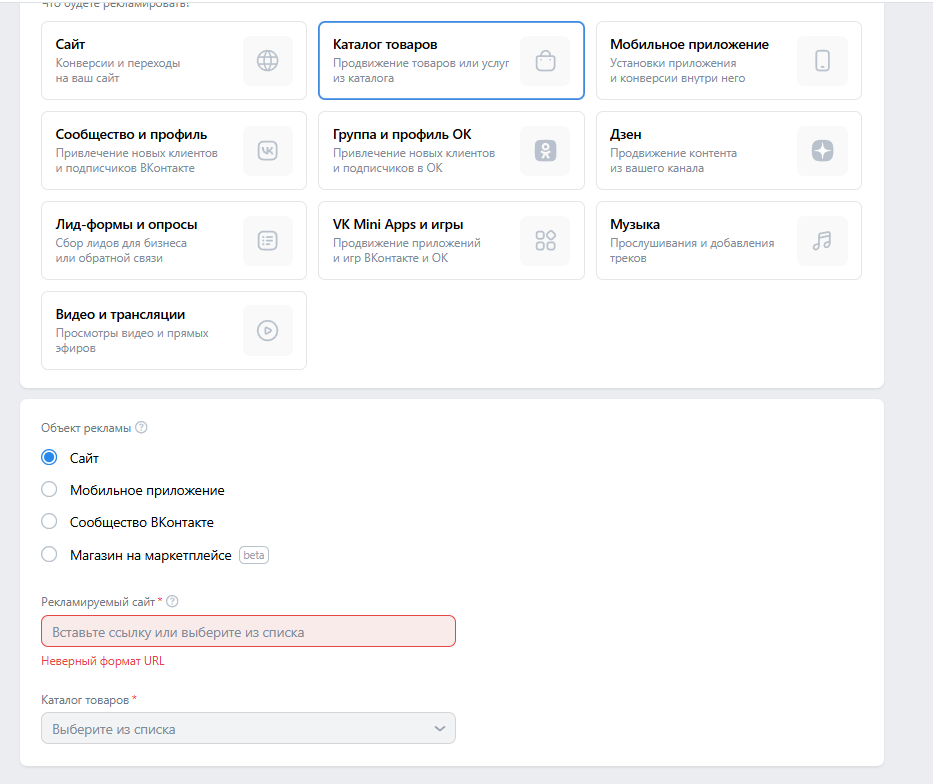 Что будете рекламировать?
Сайт
Конверсии и переходы
на ваш сайт
Каталог товаров
Продвижение товаров или услуг
из каталога
Мобильное приложение
Установки приложения
и конверсии внутри него
Сообщество и профиль
Привлечение новых клиентов
и подписчиков ВКонтакте
Группа и профиль ОК
Привлечение новых клиентов
и подписчиков в ОК
Дзен
Продвижение контента
из вашего канала
Лид-формы и опросы
Сбор лидов для бизнеса
или обратной связи
VK Mini Apps и игры
Продвижение приложений
и игр ВКонтакте и ОК
Музыка
Прослушивания и добавления
треков
Видео и трансляции
Просмотры видео и прямых
эфиров
Объект рекламы ?
Сайт
Мобильное приложение
Сообщество ВКонтакте
Магазин на маркетплейсе beta
Рекламируемый сайт * ?
Вставьте ссылку или выберите из списка
Неверный формат URL
Каталог товаров *
Выберите из списка